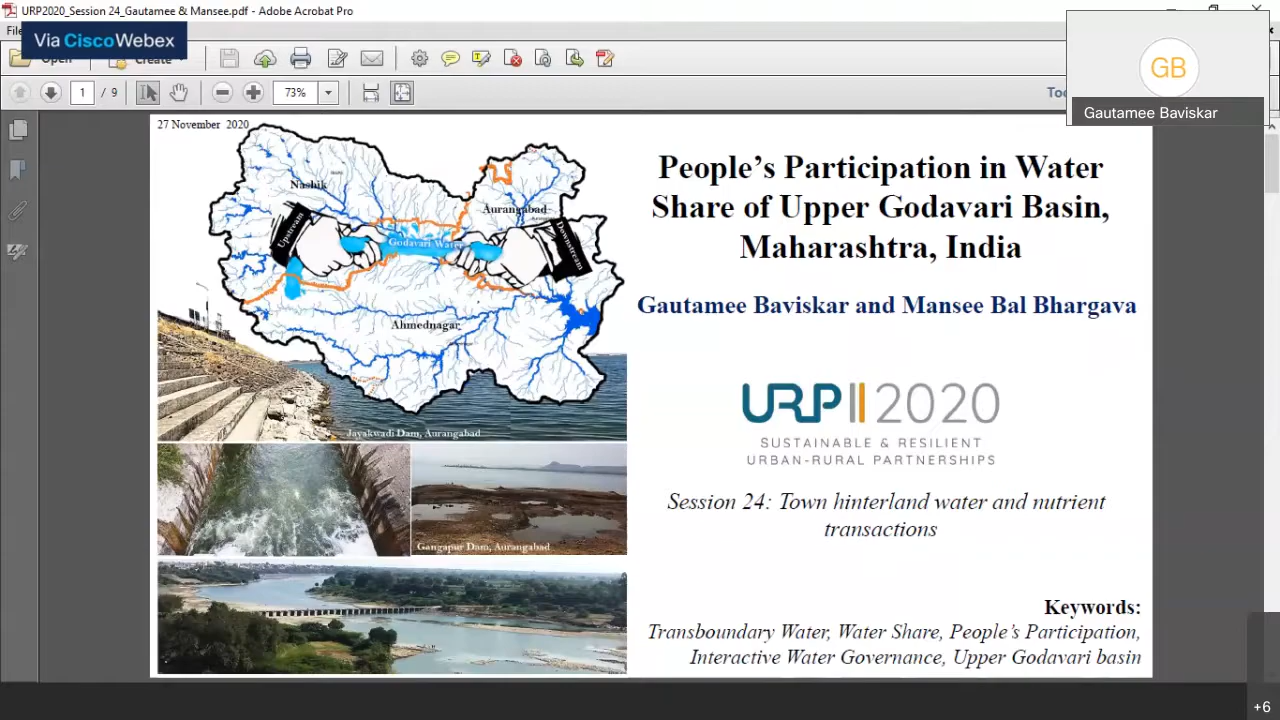 URP2020_Session 24_Gautamee & Mansee.pdf - Adobe Acrobat Pro
Via CiscoWebex
Open
Create
1 / 9
73%
GB
Gautamee Baviskar
27 November 2020
Nashik
Aurangabad
Upstream
Godavari Water
Downstream
Ahmednagar
Jayakwadi Dam, Aurangabad
Gangapur Dam, Aurangabad
People's Participation in Water
Share of Upper Godavari Basin,
Maharashtra, India
Gautamee Baviskar and Mansee Bal Bhargava
URP 2020
SUSTAINABLE & RESILIENT
URBAN-RURAL PARTNERSHIPS
Session 24: Town hinterland water and nutrient
transactions
Keywords:
Transboundary Water, Water Share, People's Participation,
Interactive Water Governance, Upper Godavari basin
+6